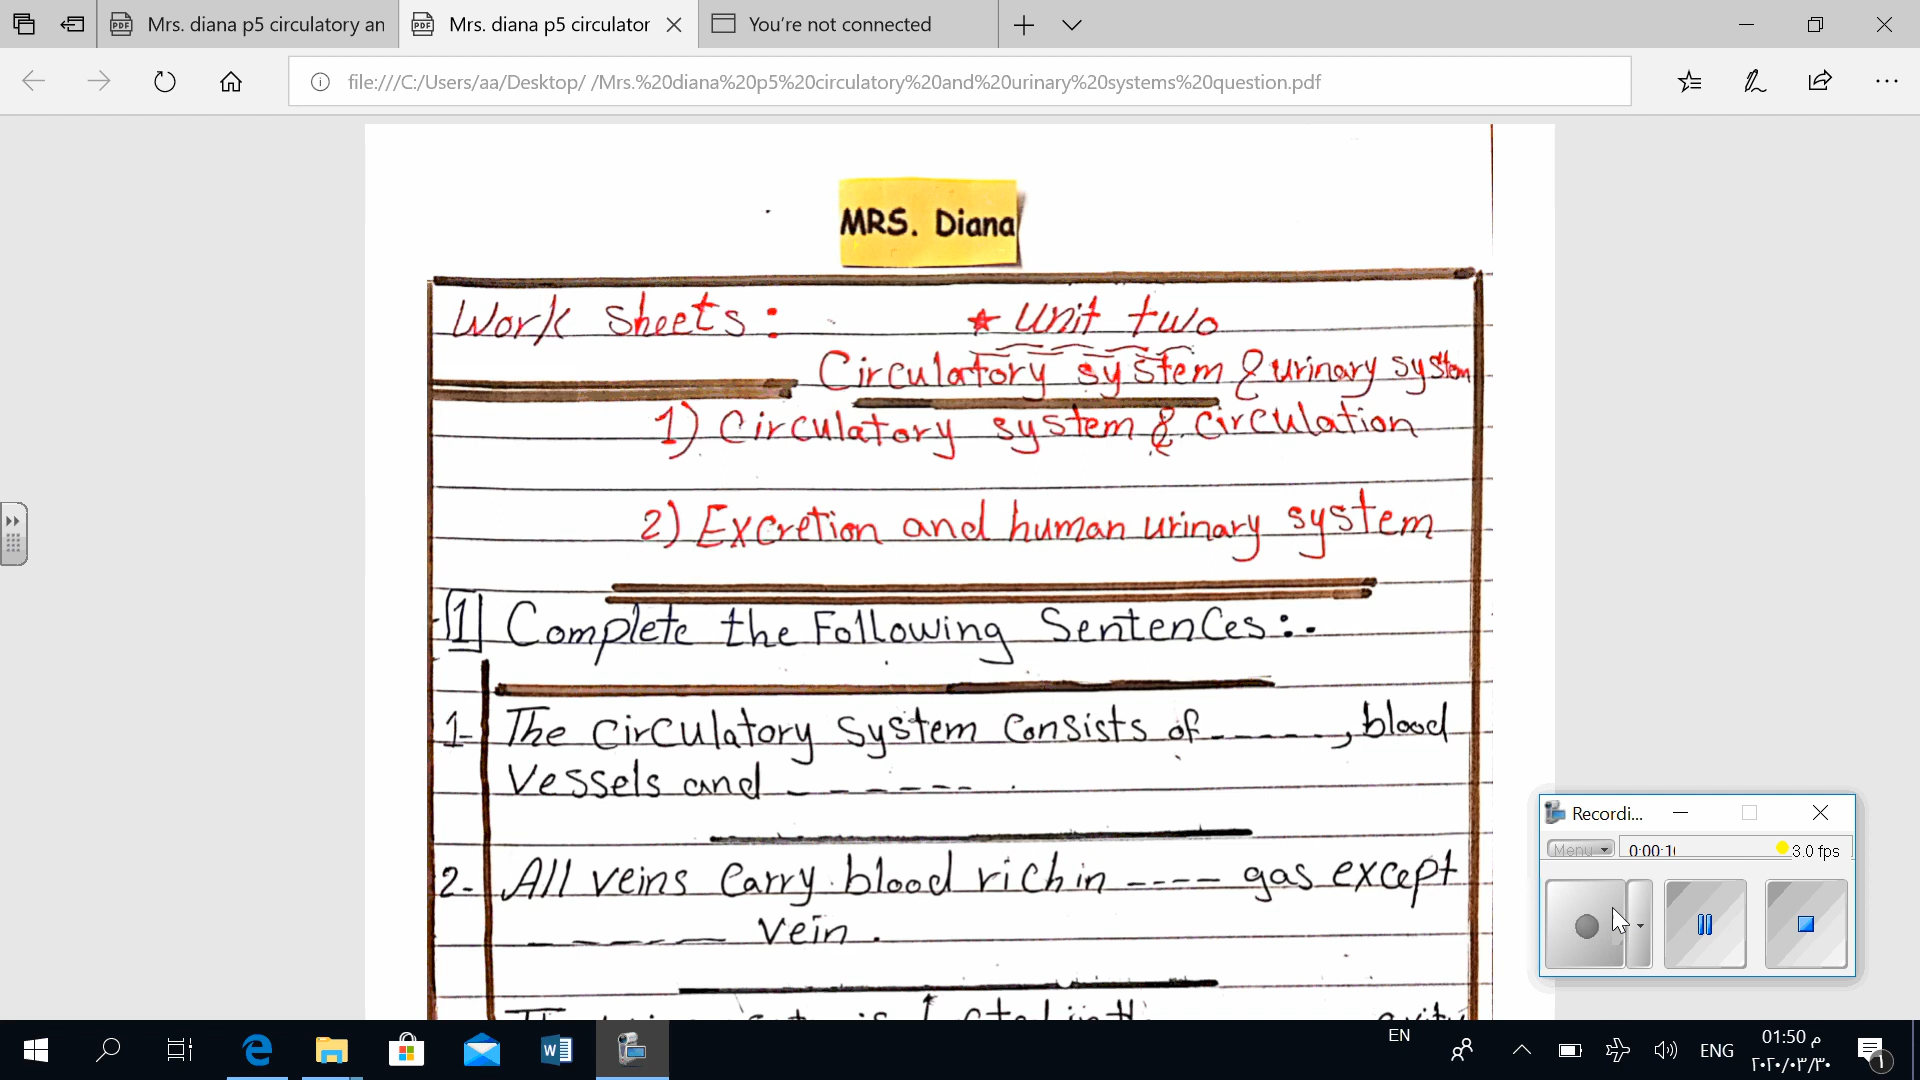 Mrs. diana p5 circulatory an
Mrs. diana p5 circulator
You're not connected
file:///C:/Users/aa/Desktop/ /Mrs.%20diana%20p5%20circulatory%20and%20urinary%20systems%20question.pdf
MRS. Diana
Work sheets:
★ unit two
Circulatory system & urinary system
1) Circulatory system & circulation
2) Excretion and human urinary system
1 Complete the Following Sentences:.
1- The circulatory system consists of ------, blood
vessels and -------.
2- All veins carry blood rich in ---- gas except
------ vein.
Recordi...
Menu
3.0 fps
EN
ENG
01:50 م
٢٠٢٠/٠٣/٣٠
1